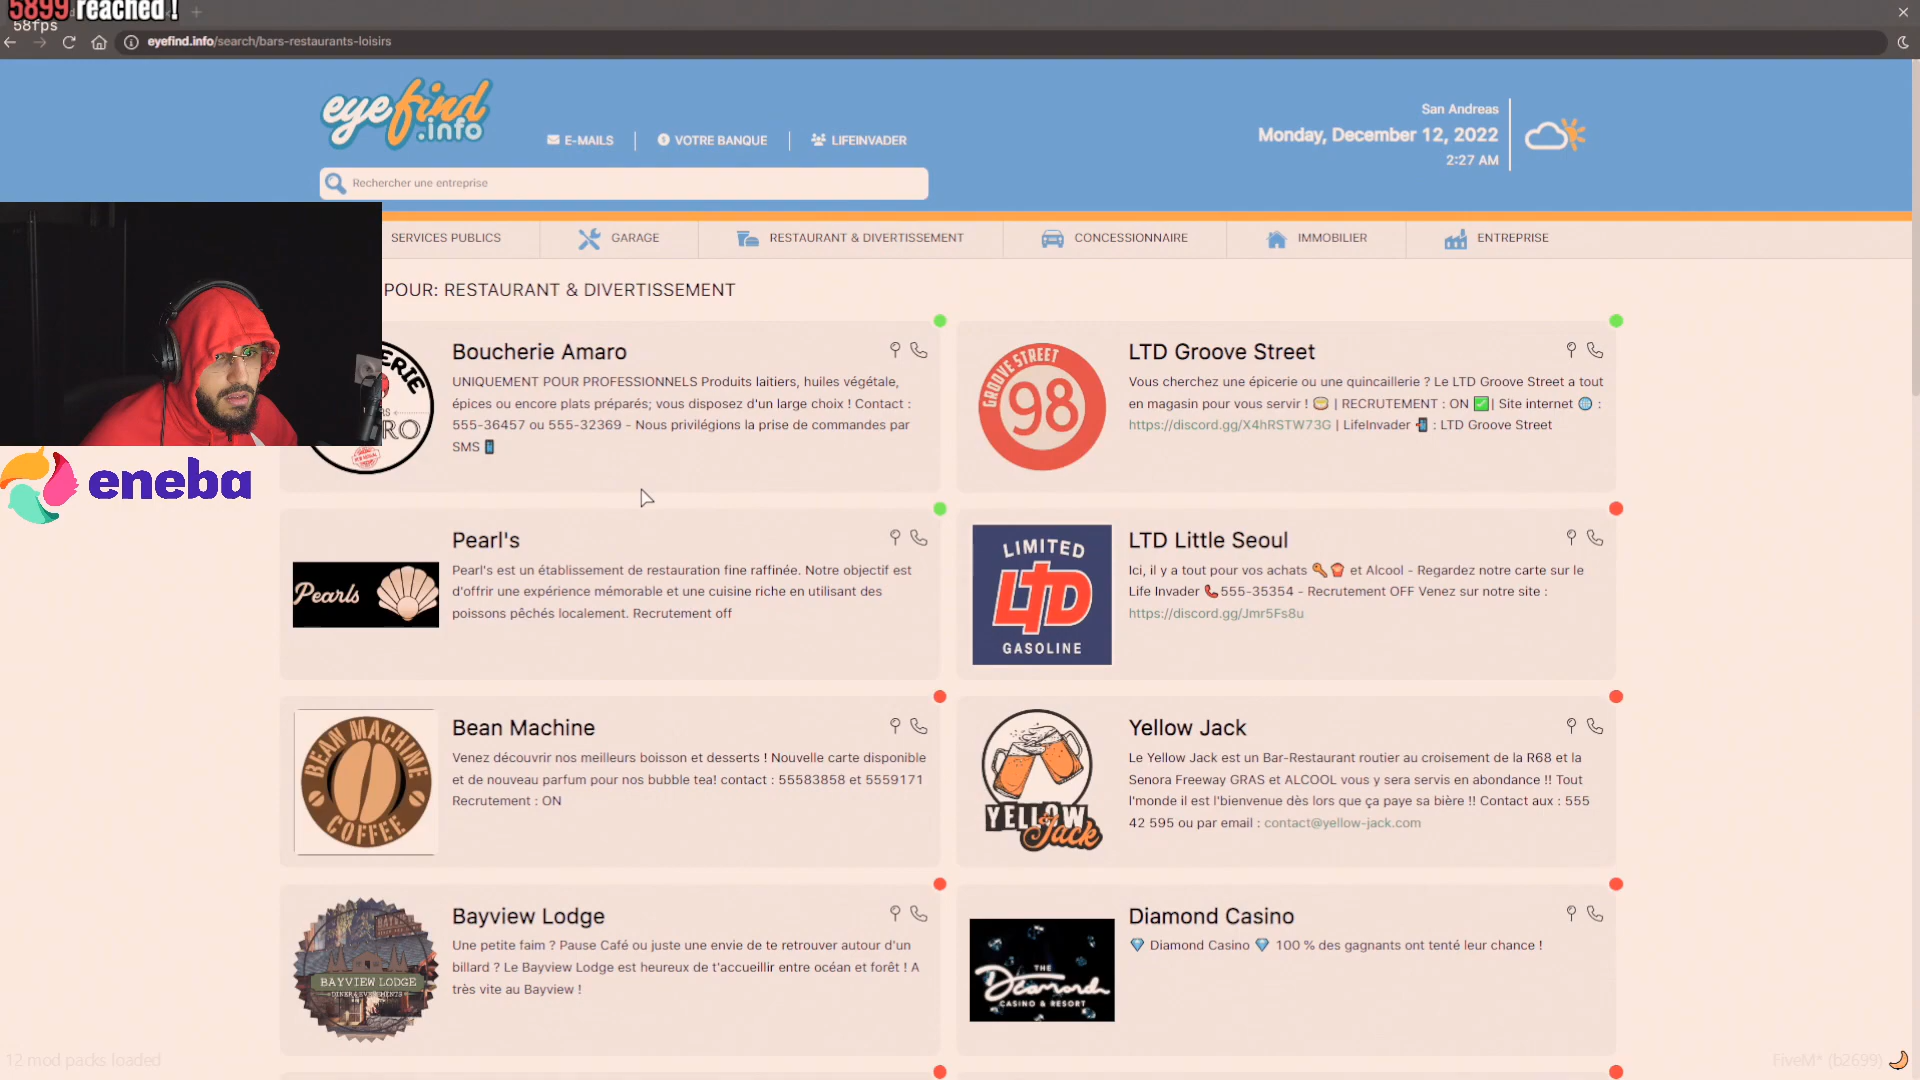 5899 reached !
58fps
eyefind.info/search/bars-restaurants-loisirs
eyefind
.info
E-MAILS
VOTRE BANQUE
LIFEINVADER
San Andreas
Monday, December 12, 2022
2:27 AM
Rechercher une entreprise
SERVICES PUBLICS
GARAGE
RESTAURANT & DIVERTISSEMENT
CONCESSIONNAIRE
IMMOBILIER
ENTREPRISE
POUR: RESTAURANT & DIVERTISSEMENT
Boucherie Amaro
UNIQUEMENT POUR PROFESSIONNELS Produits laitiers, huiles végétale,
épices ou encore plats préparés; vous disposez d'un large choix ! Contact :
555-36457 ou 555-32369 - Nous privilégions la prise de commandes par
SMS 📱
GROOVE STREET
98
LTD Groove Street
Vous cherchez une épicerie ou une quincaillerie ? Le LTD Groove Street a tout
en magasin pour vous servir ! | RECRUTEMENT : ON ✅ | Site internet 🌐 :
https://discord.gg/X4hRSTW73G | LifeInvader 📲 : LTD Groove Street
eneba
Pearls
Pearl's
Pearl's est un établissement de restauration fine raffinée. Notre objectif est
d'offrir une expérience mémorable et une cuisine riche en utilisant des
poissons pêchés localement. Recrutement off
LIMITED
LTD
GASOLINE
LTD Little Seoul
Ici, il y a tout pour vos achats et Alcool - Regardez notre carte sur le
Life Invader 📞555-35354 - Recrutement OFF Venez sur notre site :
https://discord.gg/Jmr5Fs8u
BEAN MACHINE
COFFEE
Bean Machine
Venez découvrir nos meilleurs boisson et desserts ! Nouvelle carte disponible
et de nouveau parfum pour nos bubble tea! contact : 55583858 et 5559171
Recrutement : ON
YELLOW
Jack
Yellow Jack
Le Yellow Jack est un Bar-Restaurant routier au croisement de la R68 et la
Senora Freeway GRAS et ALCOOL vous y sera servis en abondance !! Tout
l'monde il est l'bienvenue dès lors que ça paye sa bière !! Contact aux : 555
42 595 ou par email : contact@yellow-jack.com
BAYVIEW LODGE
Bayview Lodge
Une petite faim ? Pause Café ou juste une envie de te retrouver autour d'un
billard ? Le Bayview Lodge est heureux de t'accueillir entre océan et forêt ! A
très vite au Bayview !
THE
Diamond
CASINO & RESORT
Diamond Casino
💎 Diamond Casino 💎 100 % des gagnants ont tenté leur chance !
12 mod packs loaded
FiveM* (b2699)